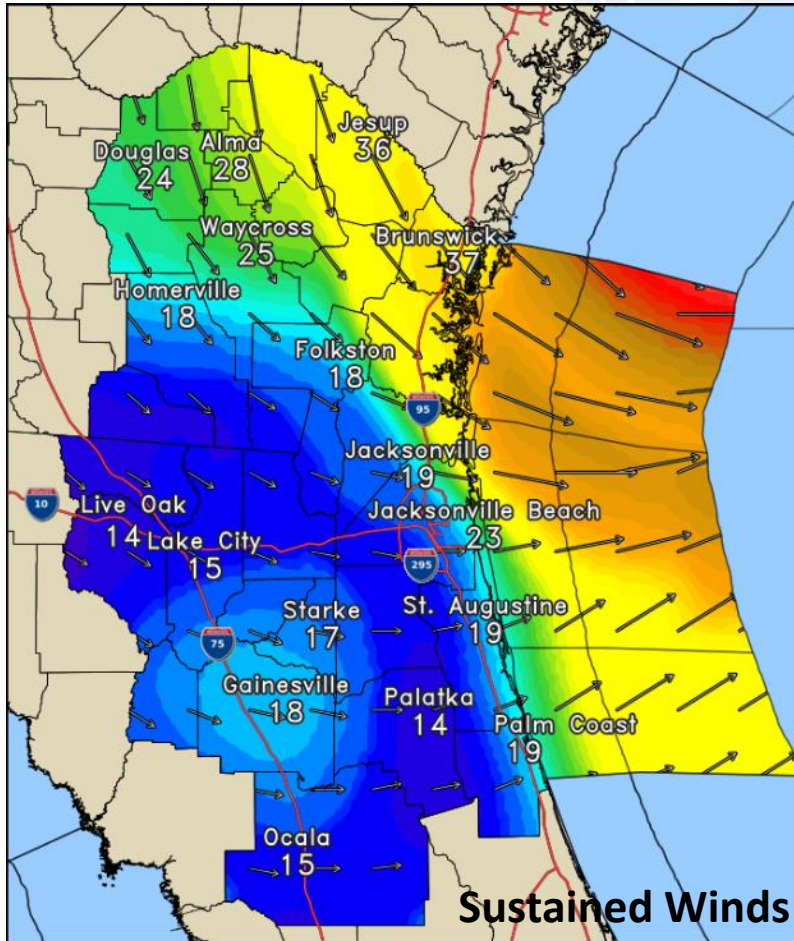 Jesup
36
Alma
28
Douglas
24
Waycross
25
Brunswick
37
Homerville
18
Folkston
18
95
Jacksonville
19
10
Live Oak
14
Jacksonville Beach
23
Lake City
15
295
Starke
17
St. Augustine
19
75
Gainesville
18
Palatka
14
Palm Coast
19
Ocala
15
Sustained Winds